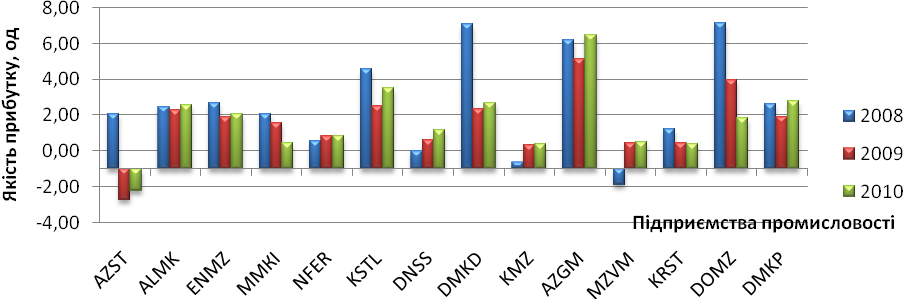 Якість прибутку, од
8,00
6,00
4,00
2,00
0,00
-2,00
-4,00
2008
2009
2010
Підприємства промисловості
AZST
ALMK
ENMZ
MMKI
NFER
KSTL
DNSS
DMKD
KMZ
AZGM
MZVM
KRST
DOMZ
DMKP